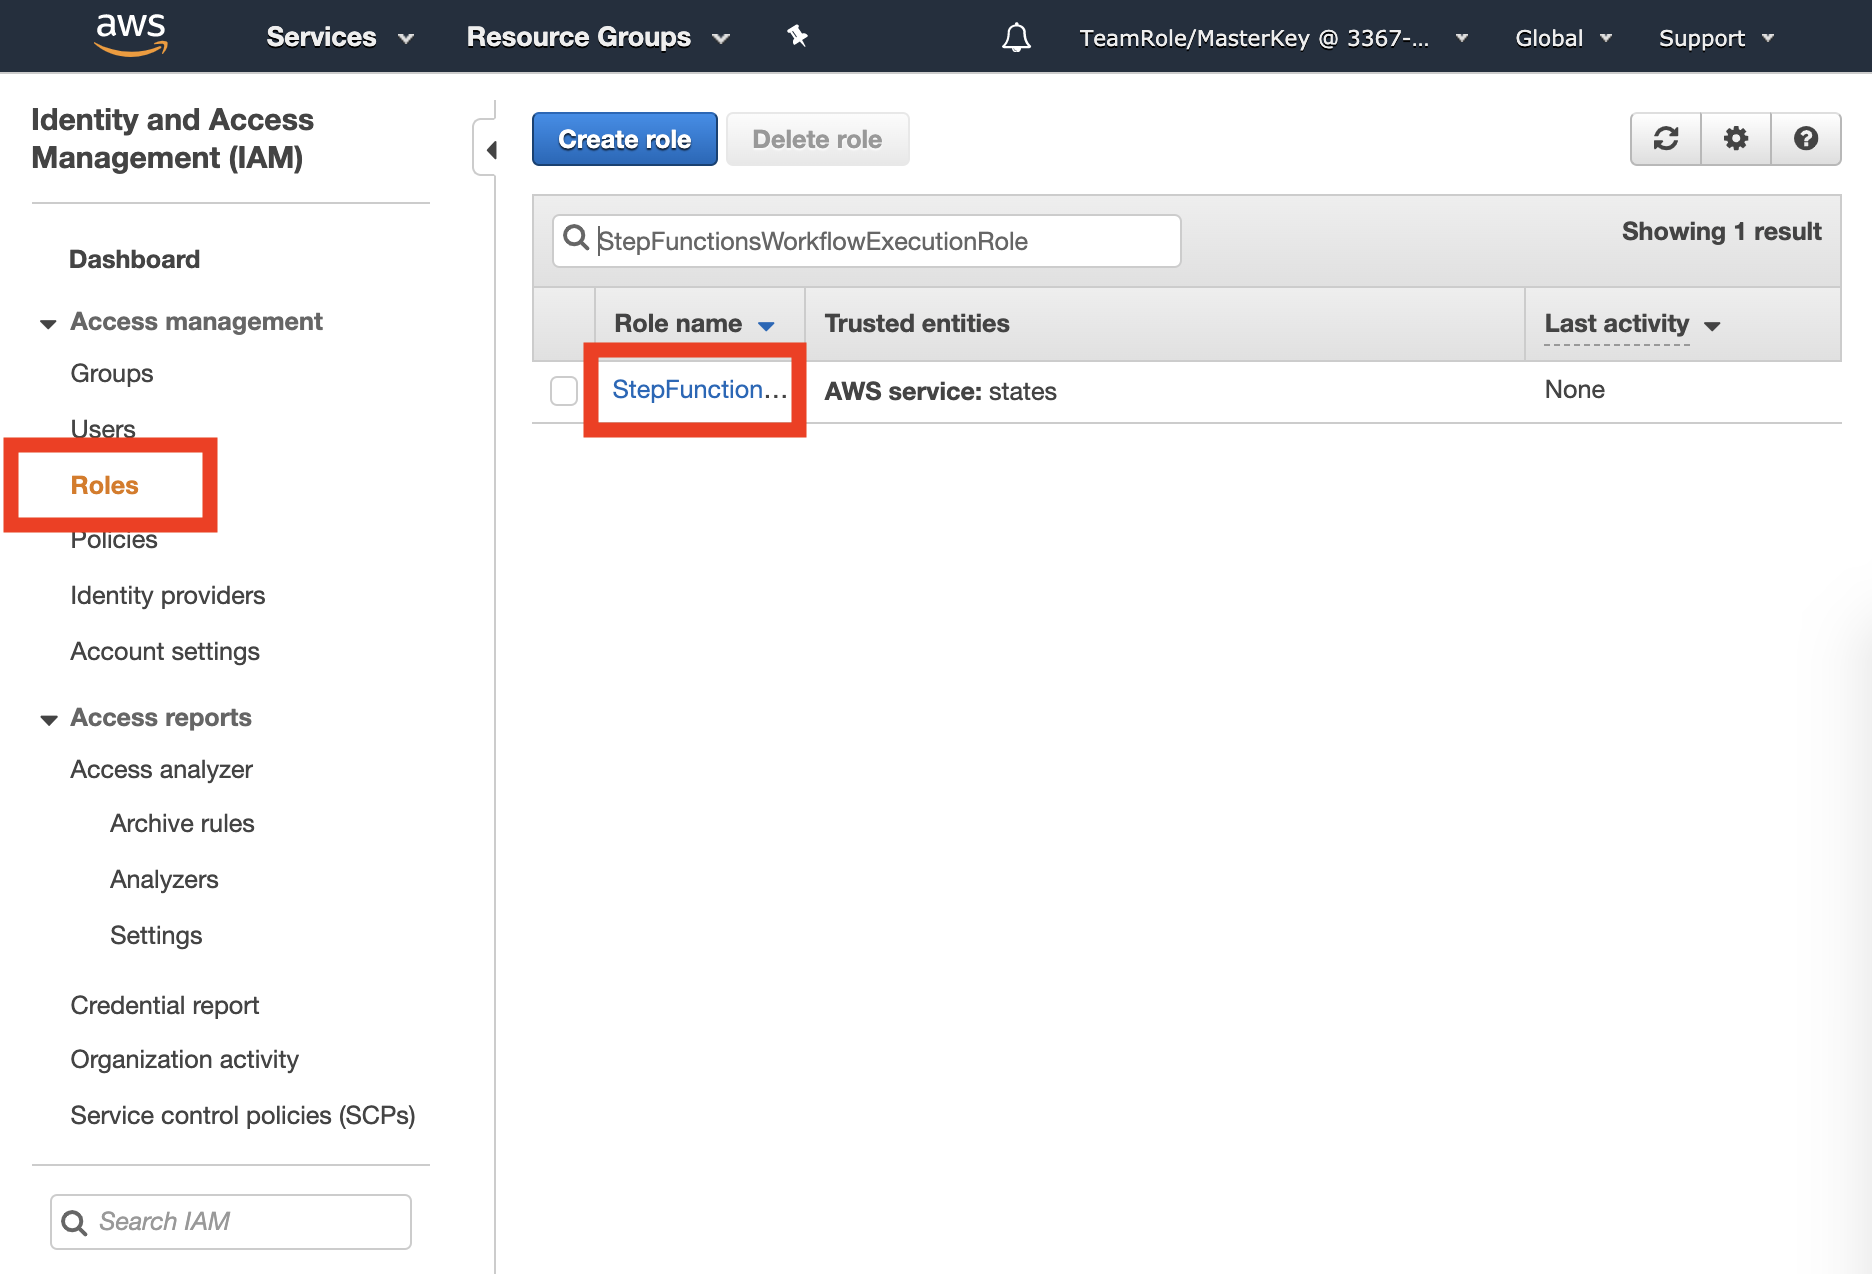 aws
Services
Resource Groups
TeamRole/MasterKey @ 3367-...
Global
Support
Identity and Access
Management (IAM)
Dashboard
Access management
Groups
Users
Roles
Policies
Identity providers
Account settings
Access reports
Access analyzer
Archive rules
Analyzers
Settings
Credential report
Organization activity
Service control policies (SCPs)
Search IAM
Create role
Delete role
StepFunctionsWorkflowExecutionRole
Showing 1 result
Role name
Trusted entities
Last activity
StepFunction...
AWS service: states
None